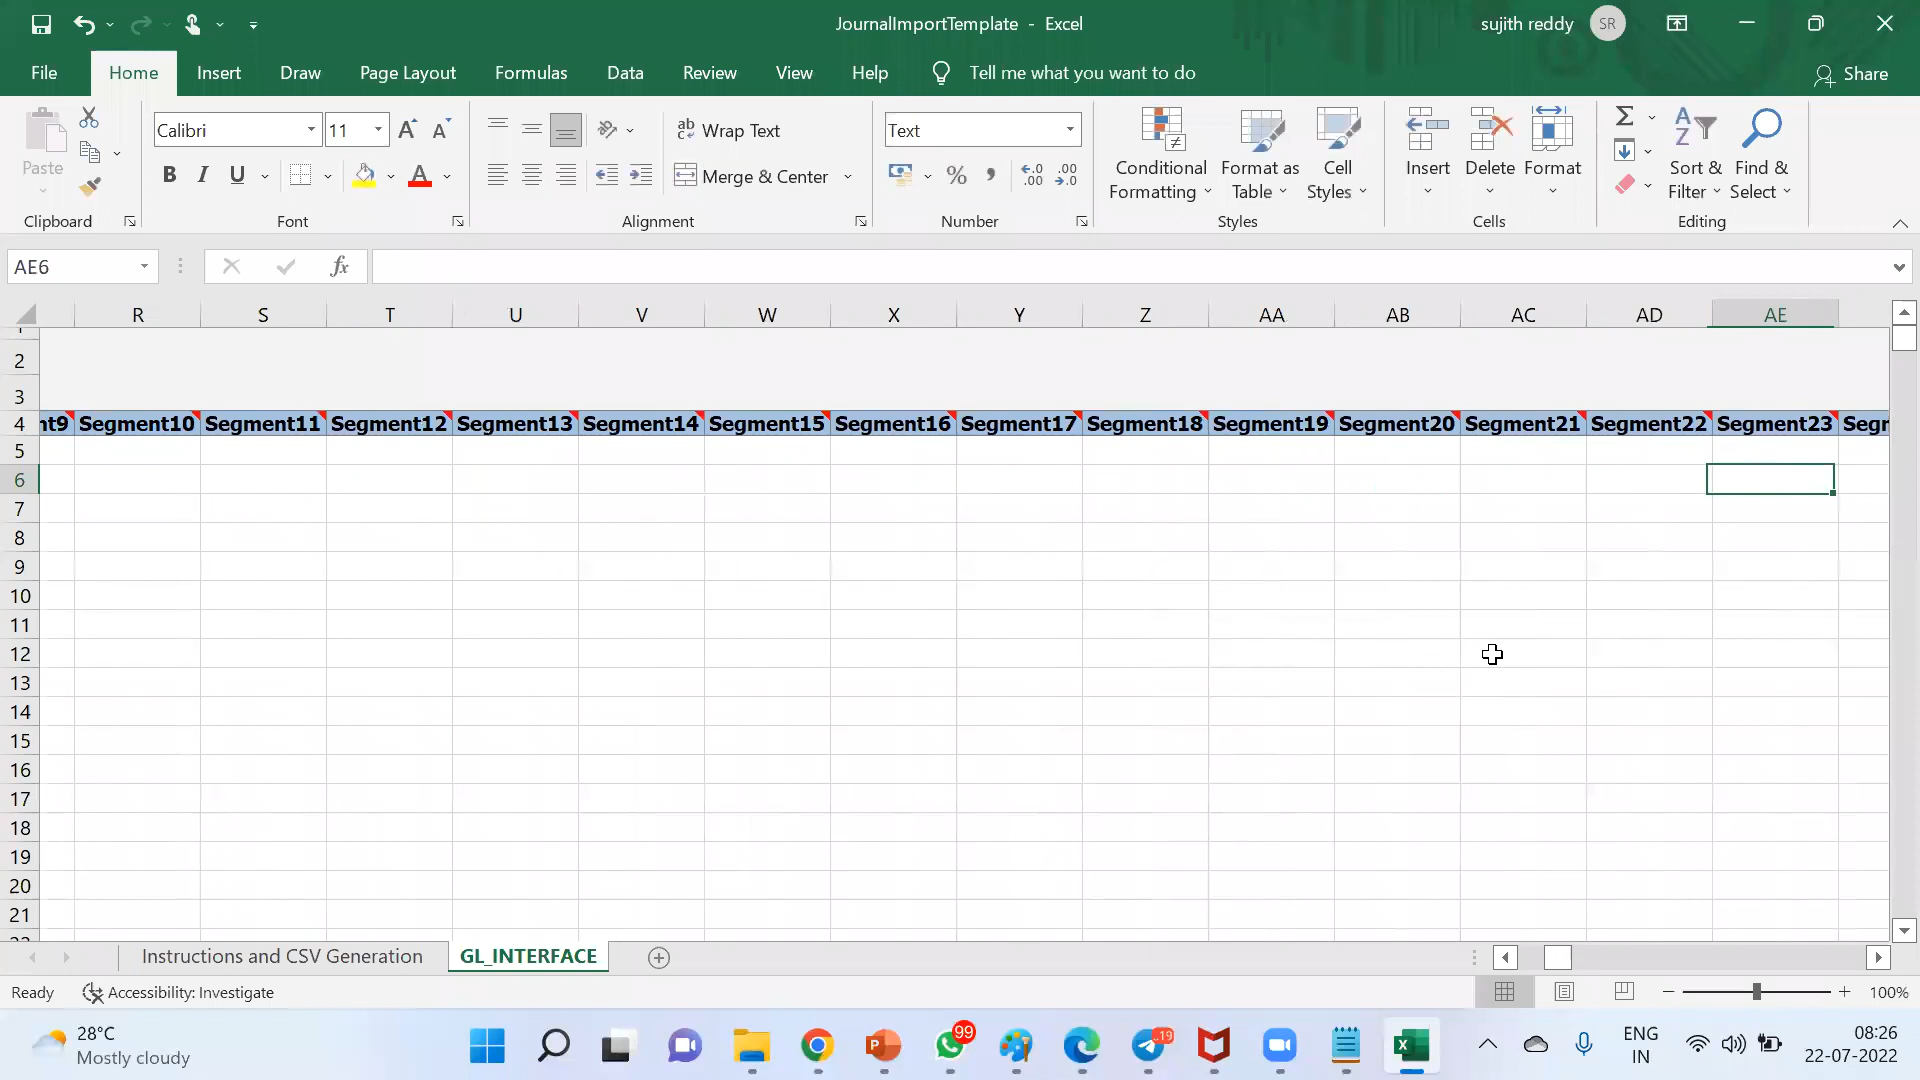 JournalImportTemplate - Excel
sujith reddy SR
File Home Insert Draw Page Layout Formulas Data Review View Help Tell me what you want to do Share
Paste
Clipboard
Calibri 11
B I U A
Font
ab Wrap Text
Merge & Center
Alignment
Text
% , .0 .00
Number
Conditional Formatting
Format as Table
Cell Styles
Styles
Insert Delete Format
Cells
Sort & Filter
Find & Select
Editing
AE6 fx
R S T U V W X Y Z AA AB AC AD AE
2
3
4 nt9 Segment10 Segment11 Segment12 Segment13 Segment14 Segment15 Segment16 Segment17 Segment18 Segment19 Segment20 Segment21 Segment22 Segment23 Segn
5
6
7
8
9
10
11
12
13
14
15
16
17
18
19
20
21
Instructions and CSV Generation GL_INTERFACE
Ready Accessibility: Investigate 100%
28°C
Mostly cloudy
99
19
ENG
IN
08:26
22-07-2022